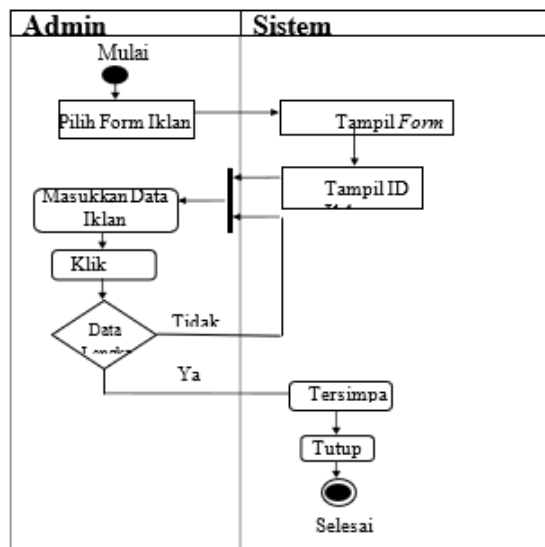 Admin
Sistem
Mulai
Pilih Form Iklan
Tampil Form
Tampil ID
Masukkan Data
Iklan
Klik
Data
Tidak
Ya
Tersimpa
Tutup
Selesai